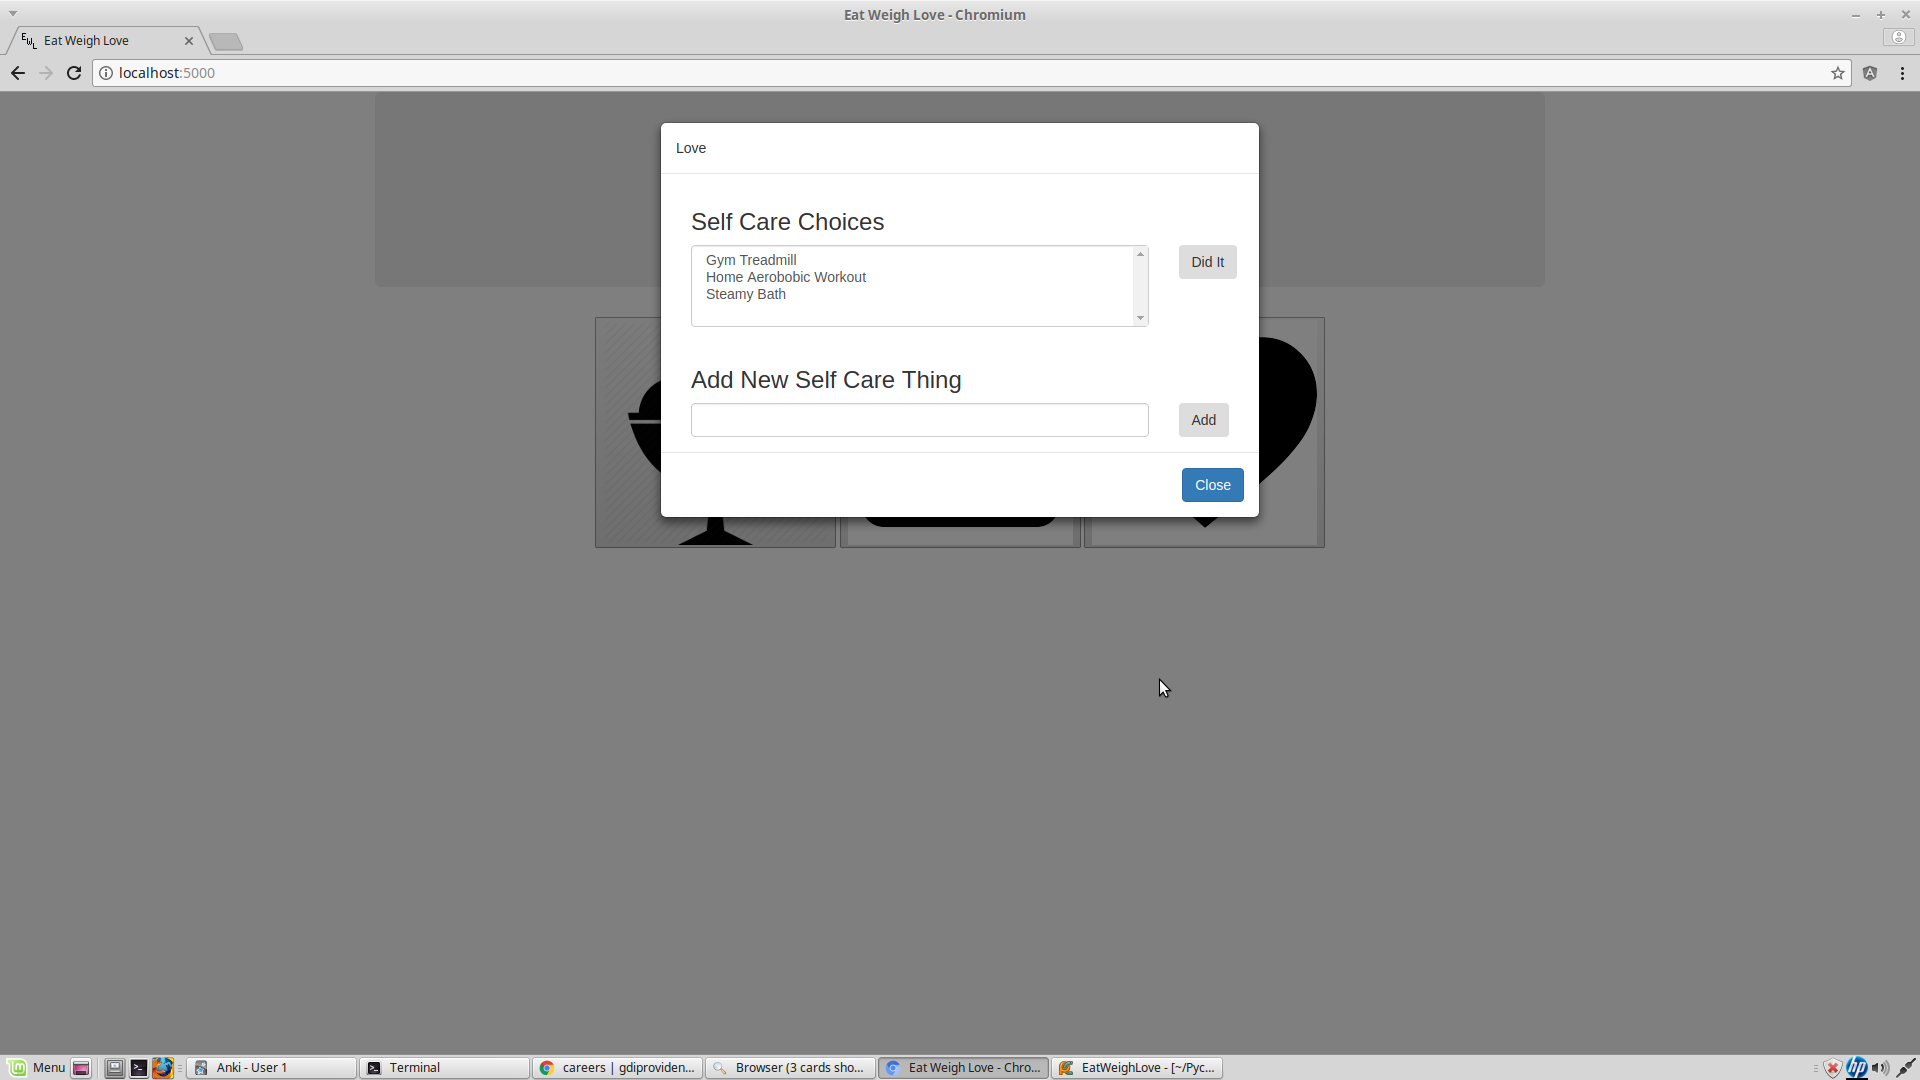 Eat Weigh Love - Chromium
EWL Eat Weigh Love
localhost:5000
Love
Self Care Choices
Gym Treadmill
Home Aerobobic Workout
Steamy Bath
Did It
Add New Self Care Thing
Add
Close
Menu
Anki - User 1
Terminal
careers | gdiproviden...
Browser (3 cards sho...
Eat Weigh Love - Chro...
EatWeighLove - [~/Pyc...
hp